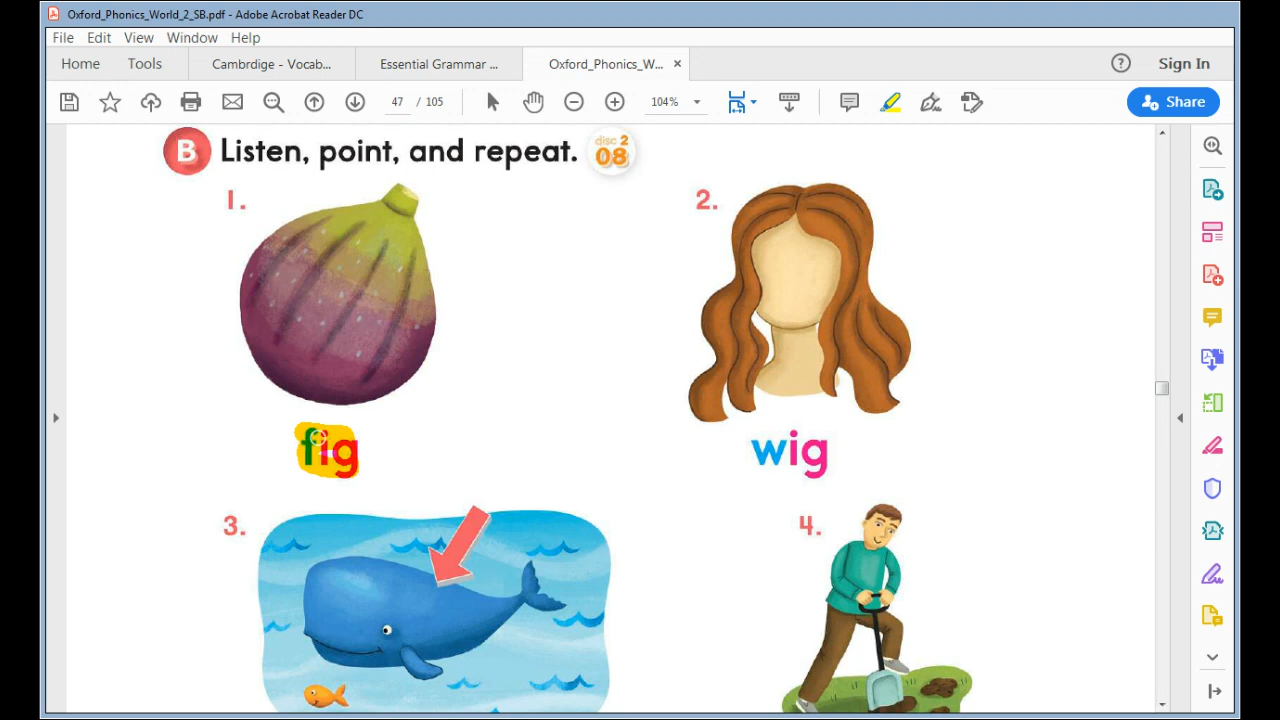 Oxford_Phonics_World_2_SB.pdf - Adobe Acrobat Reader DC
File Edit View Window Help
Home Tools Cambrdige - Vocab... Essential Grammar ... Oxford_Phonics_W... × Sign In
47 / 105 104% Share
B Listen, point, and repeat. disc 2 08
1. 2.
fig wig
3. 4.